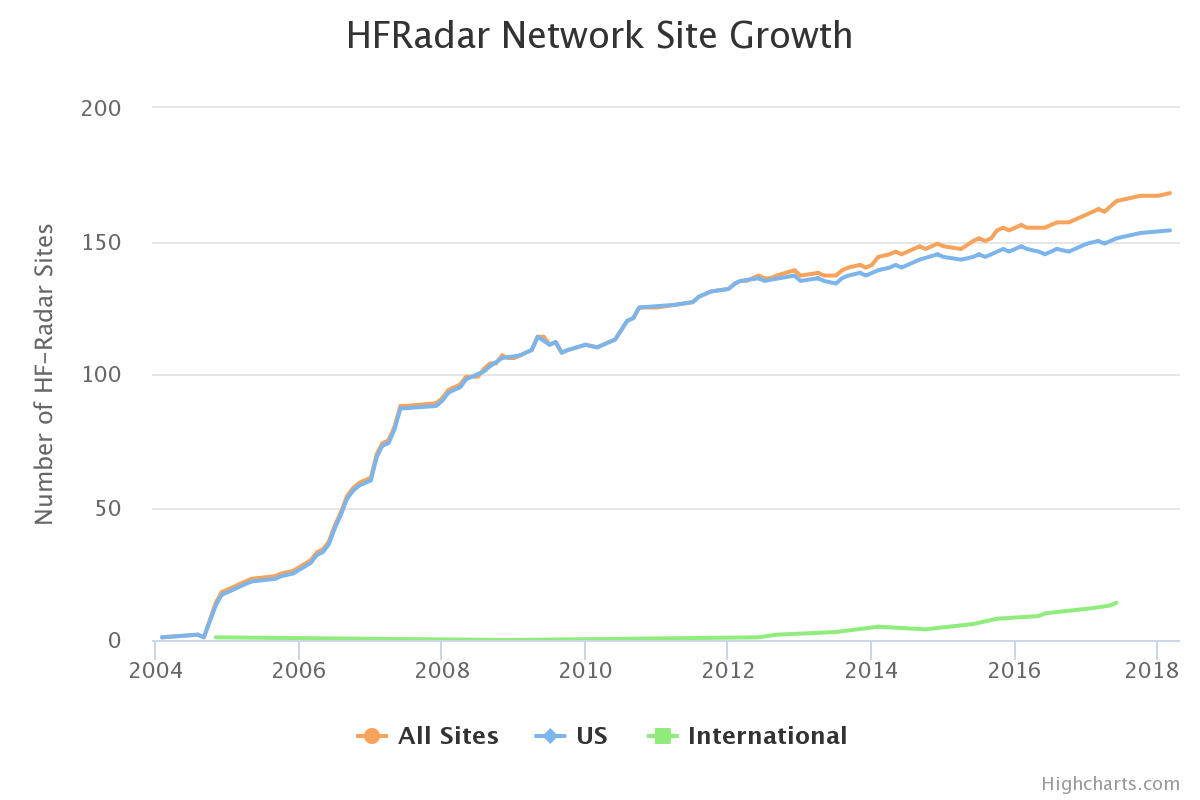 HFRadar Network Site Growth
Number of HF-Radar Sites
200
150
100
50
0
2004 2006 2008 2010 2012 2014 2016 2018
All Sites US International
Highcharts.com